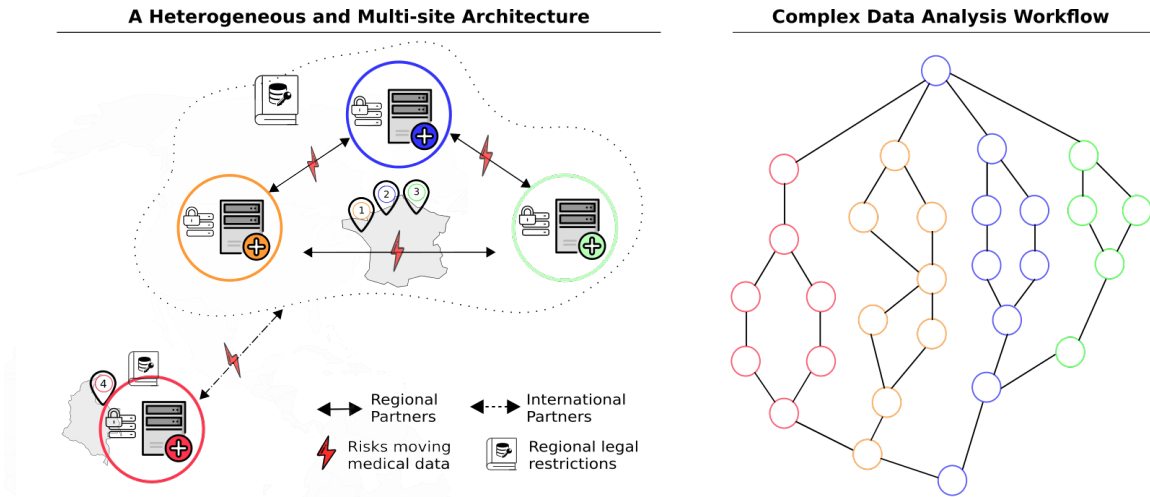 A Heterogeneous and Multi-site Architecture
Complex Data Analysis Workflow
1
2
3
4
Regional
Partners
International
Partners
Risks moving
medical data
Regional legal
restrictions